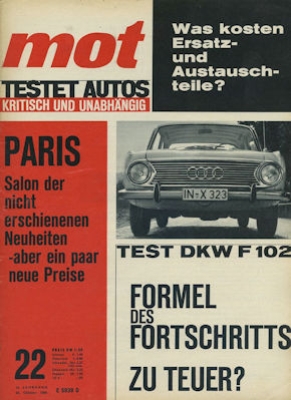 mot
TESTET AUTOS
KRITISCH UND UNABHÄNGIG
Was kosten
Ersatz-
und
Austausch-
teile?
PARIS
Salon der
nicht
erschienenen
Neuheiten
-aber ein paar
neue Preise
IN-X 323
TEST DKW F 102
FORMEL
DES
FORTSCHRITTS
ZU TEUER?
22